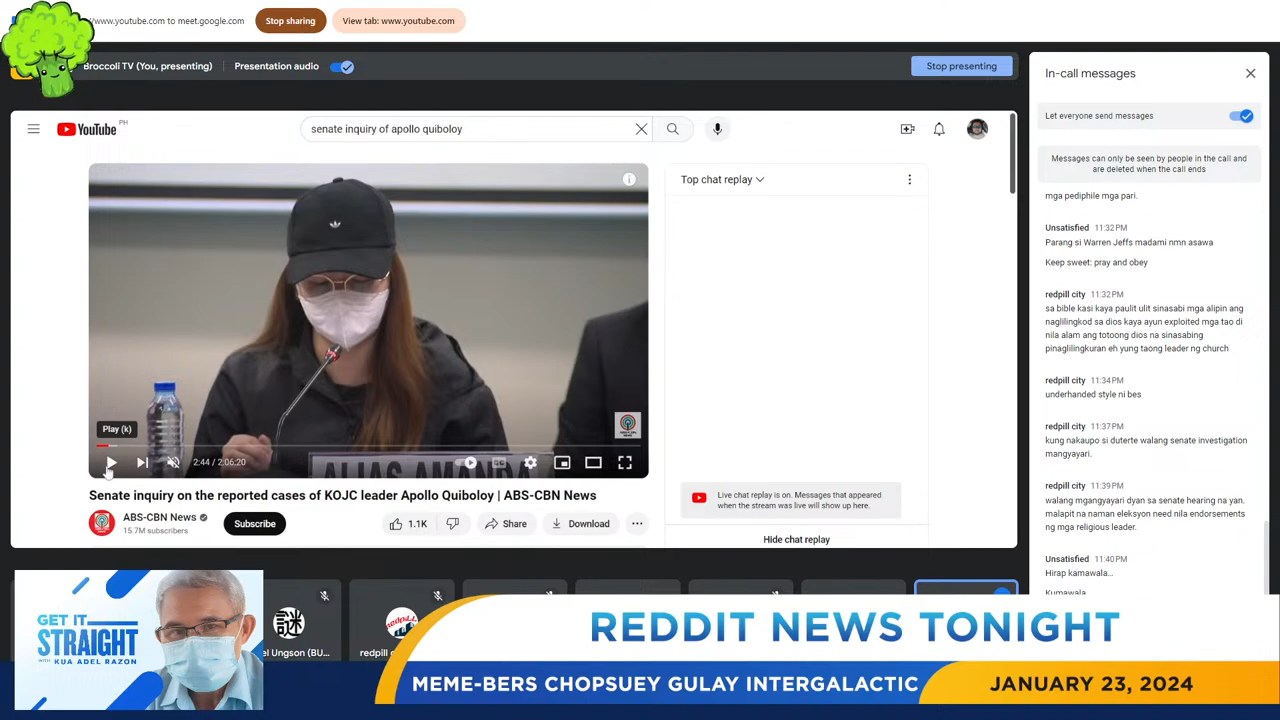 /www.youtube.com to meet.google.com
Stop sharing
View tab: www.youtube.com
Broccoli TV (You, presenting)
Presentation audio
Stop presenting
In-call messages
Let everyone send messages
Messages can only be seen by people in the call and
are deleted when the call ends
mga pediphile mga pari.
Unsatisfied 11:32 PM
Parang si Warren Jeffs madami nmn asawa
Keep sweet: pray and obey
redpill city 11:32 PM
sa bible kasi kaya paulit ulit sinasabi mga alipin ang
naglilingkod sa dios kaya ayun exploited mga tao di
nila alam ang totoong dios na sinasabing
pinaglilingkuran eh yung taong leader ng church
redpill city 11:34 PM
underhanded style ni bes
redpill city 11:37 PM
kung nakaupo si duterte walang senate investigation
mangyayari.
redpill city 11:39 PM
walang mgangyayari dyan sa senate hearing na yan.
malapit na naman eleksyon need nila endorsements
ng mga religious leader.
Unsatisfied 11:40 PM
Hirap kamawala...
Kumawala
YouTube PH
senate inquiry of apollo quiboloy
Top chat replay
Play (k)
2:44 / 2:06:20
ALIAS AMANDA
Live chat replay is on. Messages that appeared
when the stream was live will show up here.
Hide chat replay
Senate inquiry on the reported cases of KOJC leader Apollo Quiboloy | ABS-CBN News
ABS-CBN News
15.7M subscribers
Subscribe
1.1K
Share
Download
el Ungson (BU...
redpill
redpill c
GET IT
STRAIGHT
WITH KUA ADEL RAZON
REDDIT NEWS TONIGHT
MEME-BERS CHOPSUEY GULAY INTERGALACTIC
JANUARY 23, 2024